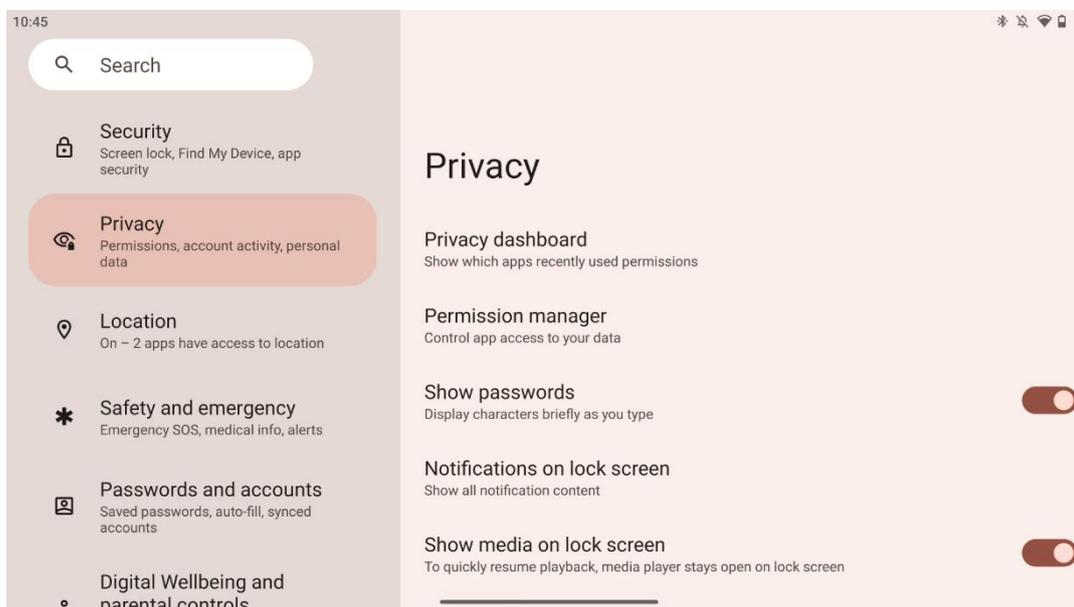 10:45
Search
Security
Screen lock, Find My Device, app
security
Privacy
Permissions, account activity, personal
data
Location
On – 2 apps have access to location
Safety and emergency
Emergency SOS, medical info, alerts
Passwords and accounts
Saved passwords, auto-fill, synced
accounts
Digital Wellbeing and
parental controls
Privacy
Privacy dashboard
Show which apps recently used permissions
Permission manager
Control app access to your data
Show passwords
Display characters briefly as you type
Notifications on lock screen
Show all notification content
Show media on lock screen
To quickly resume playback, media player stays open on lock screen